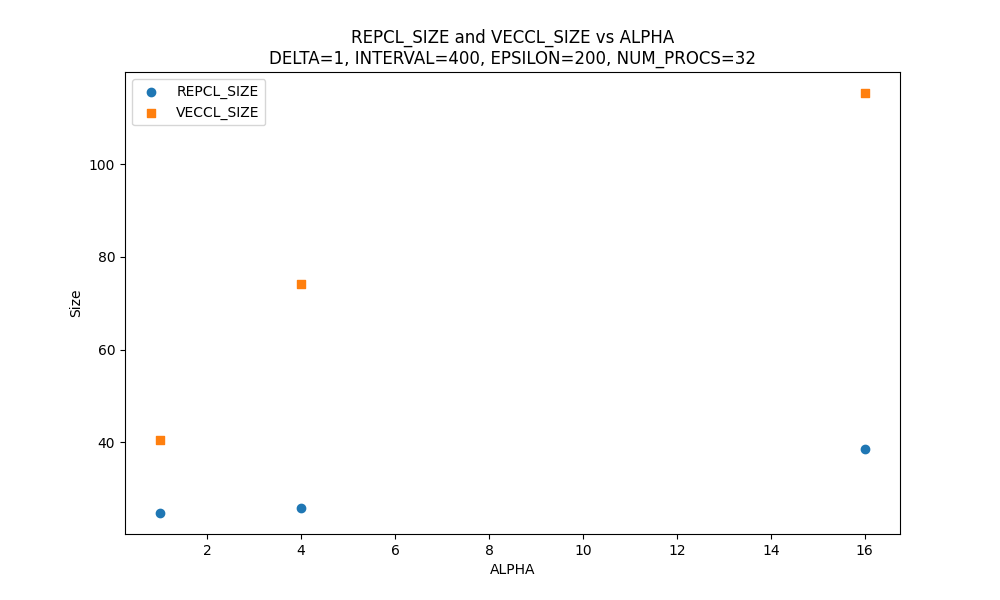 REPCL_SIZE and VECCL_SIZE vs ALPHA
DELTA=1, INTERVAL=400, EPSILON=200, NUM_PROCS=32
REPCL_SIZE
VECCL_SIZE
100
80
60
40
Size
2 4 6 8 10 12 14 16
ALPHA